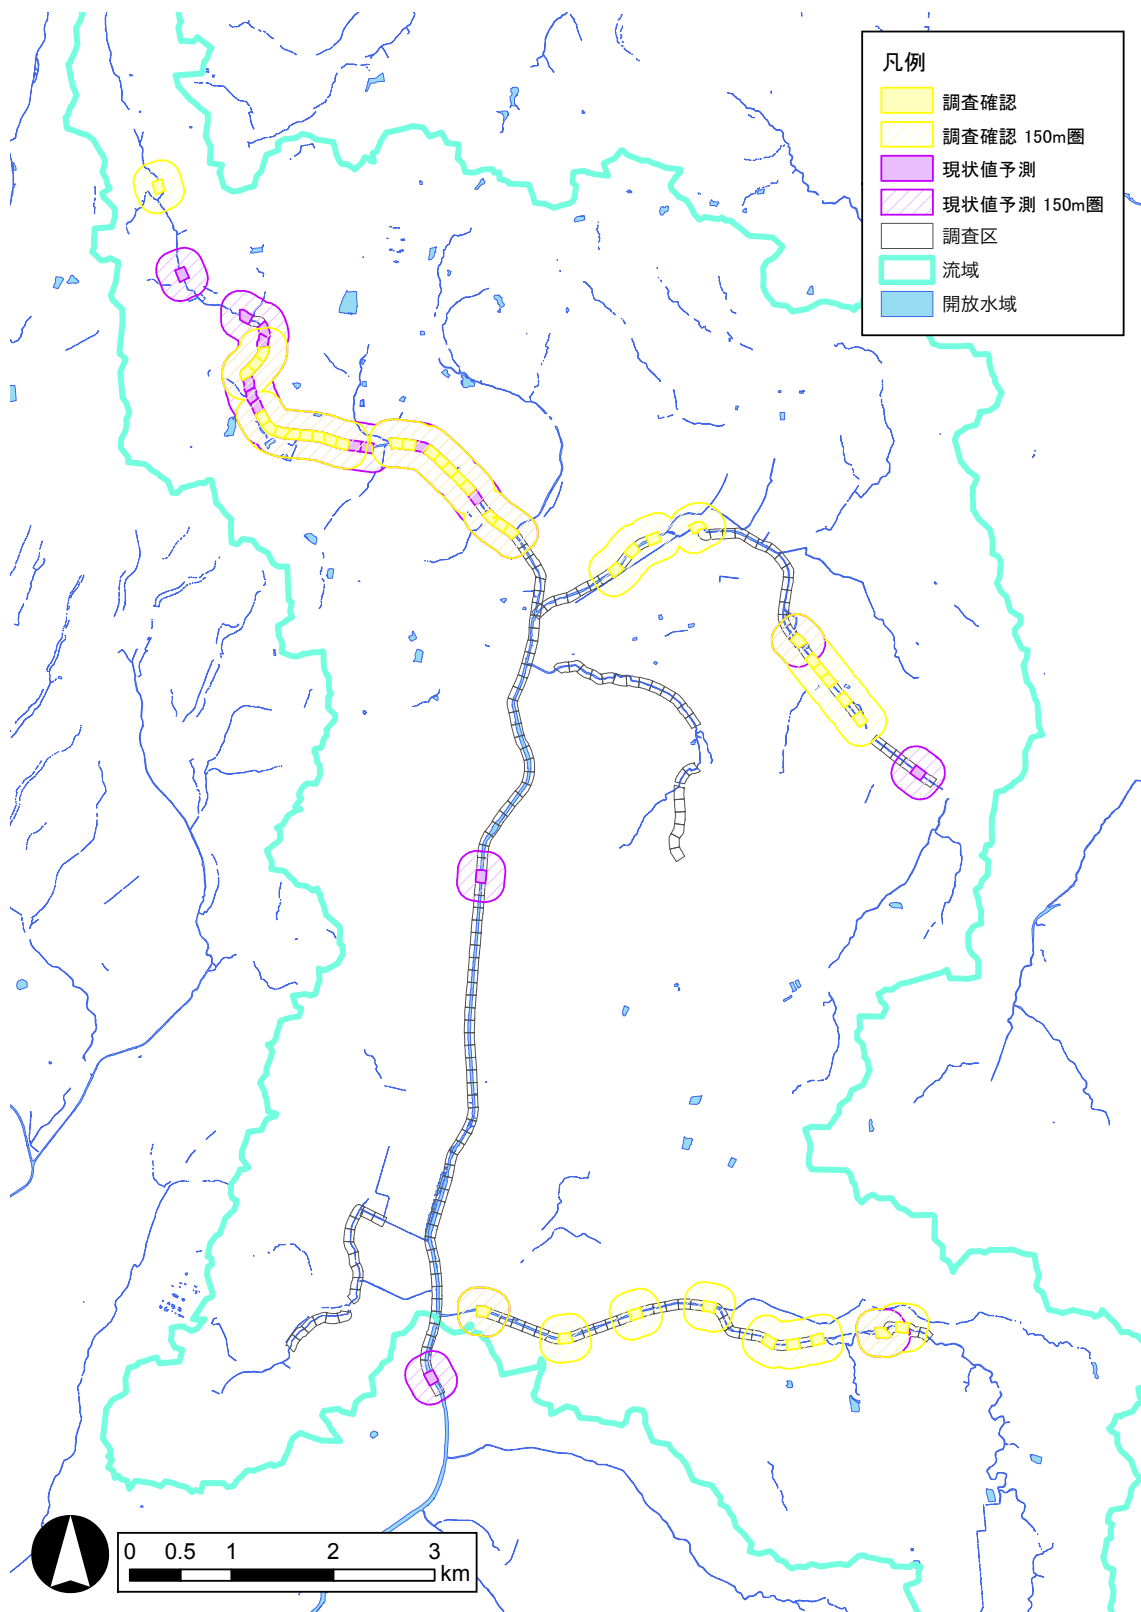 凡例
調査確認
調査確認 150m圏
現状値予測
現状値予測 150m圏
調査区
流域
開放水域
0 0.5 1 2 3
km